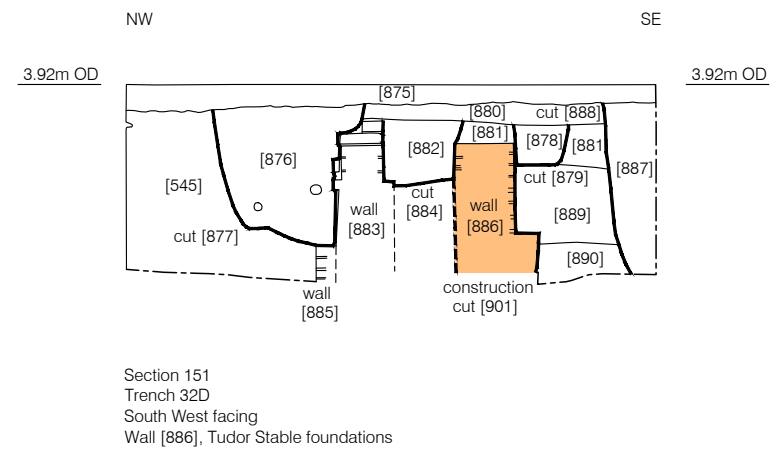 NW
SE
3.92m OD
3.92m OD
[875]
[880]
cut [888]
[881]
[878]
[881
[882]
[876]
[887]
[545]
cut [879]
cut
[884]
wall
[883]
wall
[886]
[889]
cut [877]
[890]
wall
[885]
construction
cut [901]
Section 151
Trench 32D
South West facing
Wall [886], Tudor Stable foundations